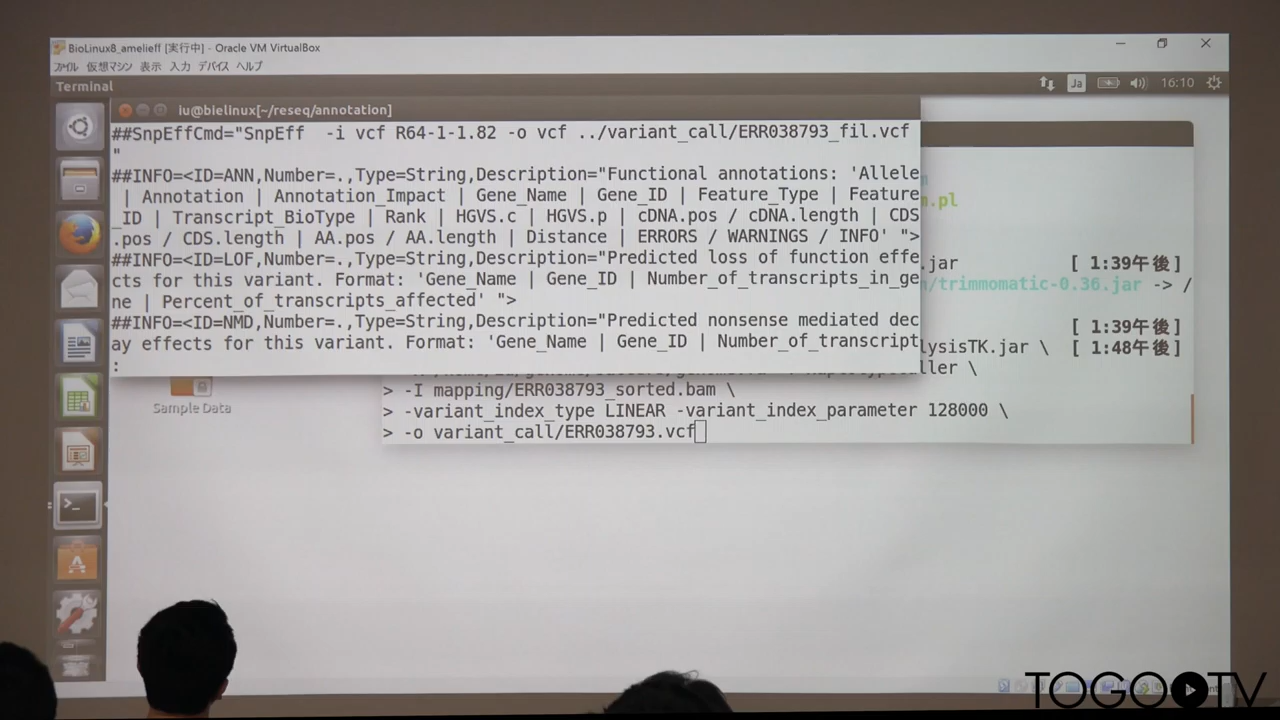 BioLinux8_amelieff [実行中] - Oracle VM VirtualBox
ファイル 仮想マシン 表示 入力 デバイス ヘルプ
Terminal
Ja
16:10
iu@bielinux[~/reseq/annotation]
##SnpEffCmd="SnpEff  -i vcf R64-1-1.82 -o vcf ../variant_call/ERR038793_fil.vcf
"
##INFO=<ID=ANN,Number=.,Type=String,Description="Functional annotations: 'Allele
| Annotation | Annotation_Impact | Gene_Name | Gene_ID | Feature_Type | Feature
_ID | Transcript_BioType | Rank | HGVS.c | HGVS.p | cDNA.pos / cDNA.length | CDS
.pos / CDS.length | AA.pos / AA.length | Distance | ERRORS / WARNINGS / INFO' ">
##INFO=<ID=LOF,Number=.,Type=String,Description="Predicted loss of function effe
cts for this variant. Format: 'Gene_Name | Gene_ID | Number_of_transcripts_in_ge
ne | Percent_of_transcripts_affected' ">
##INFO=<ID=NMD,Number=.,Type=String,Description="Predicted nonsense mediated dec
ay effects for this variant. Format: 'Gene_Name | Gene_ID | Number_of_transcript
:
.pl
.jar [ 1:39午後]
/trimmomatic-0.36.jar -> /
[ 1:39午後]
lysisTK.jar \ [ 1:48午後]
ller \
> -I mapping/ERR038793_sorted.bam \
> -variant_index_type LINEAR -variant_index_parameter 128000 \
> -o variant_call/ERR038793.vcf
Sample Data
TOGOTV